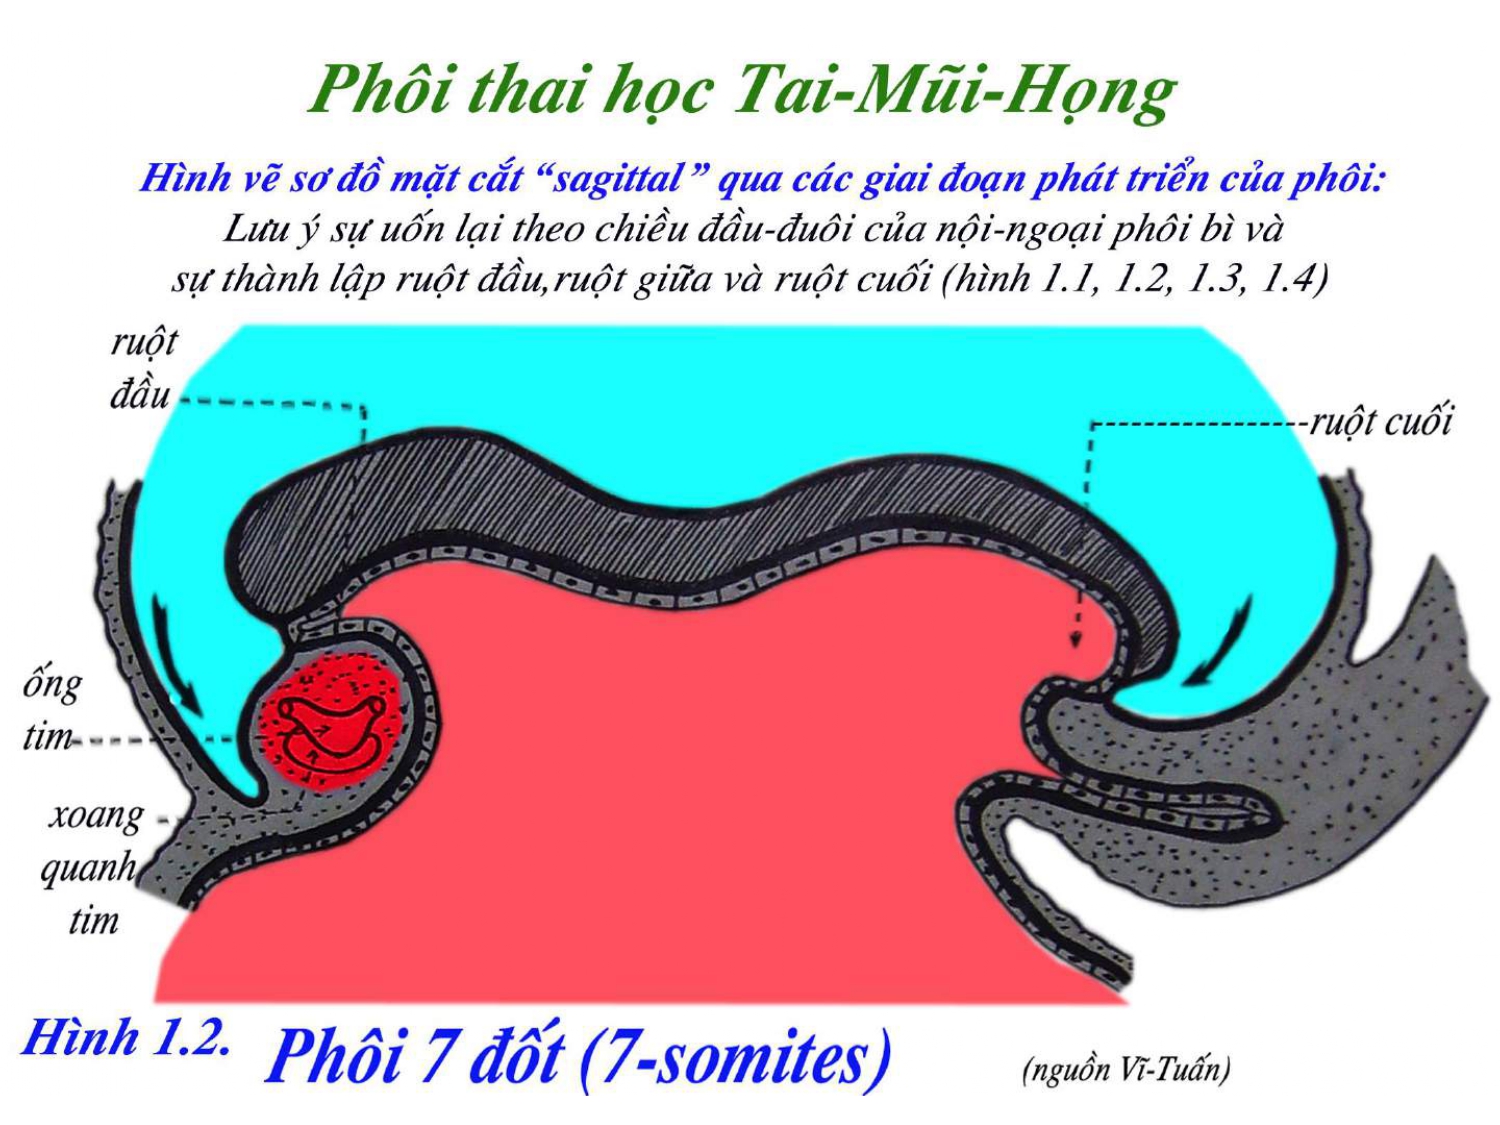 Phôi thai học Tai-Mũi-Họng
Hình vẽ sơ đồ mặt cắt “sagittal” qua các giai đoạn phát triển của phôi:
Lưu ý sự uốn lại theo chiều đầu-đuôi của nội-ngoại phôi bì và
sự thành lập ruột đầu,ruột giữa và ruột cuối (hình 1.1, 1.2, 1.3, 1.4)
ruột
đầu
ruột cuối
ống
tim
xoang
quanh
tim
Hình 1.2.
Phôi 7 đốt (7-somites)
(nguồn Vĩ-Tuấn)